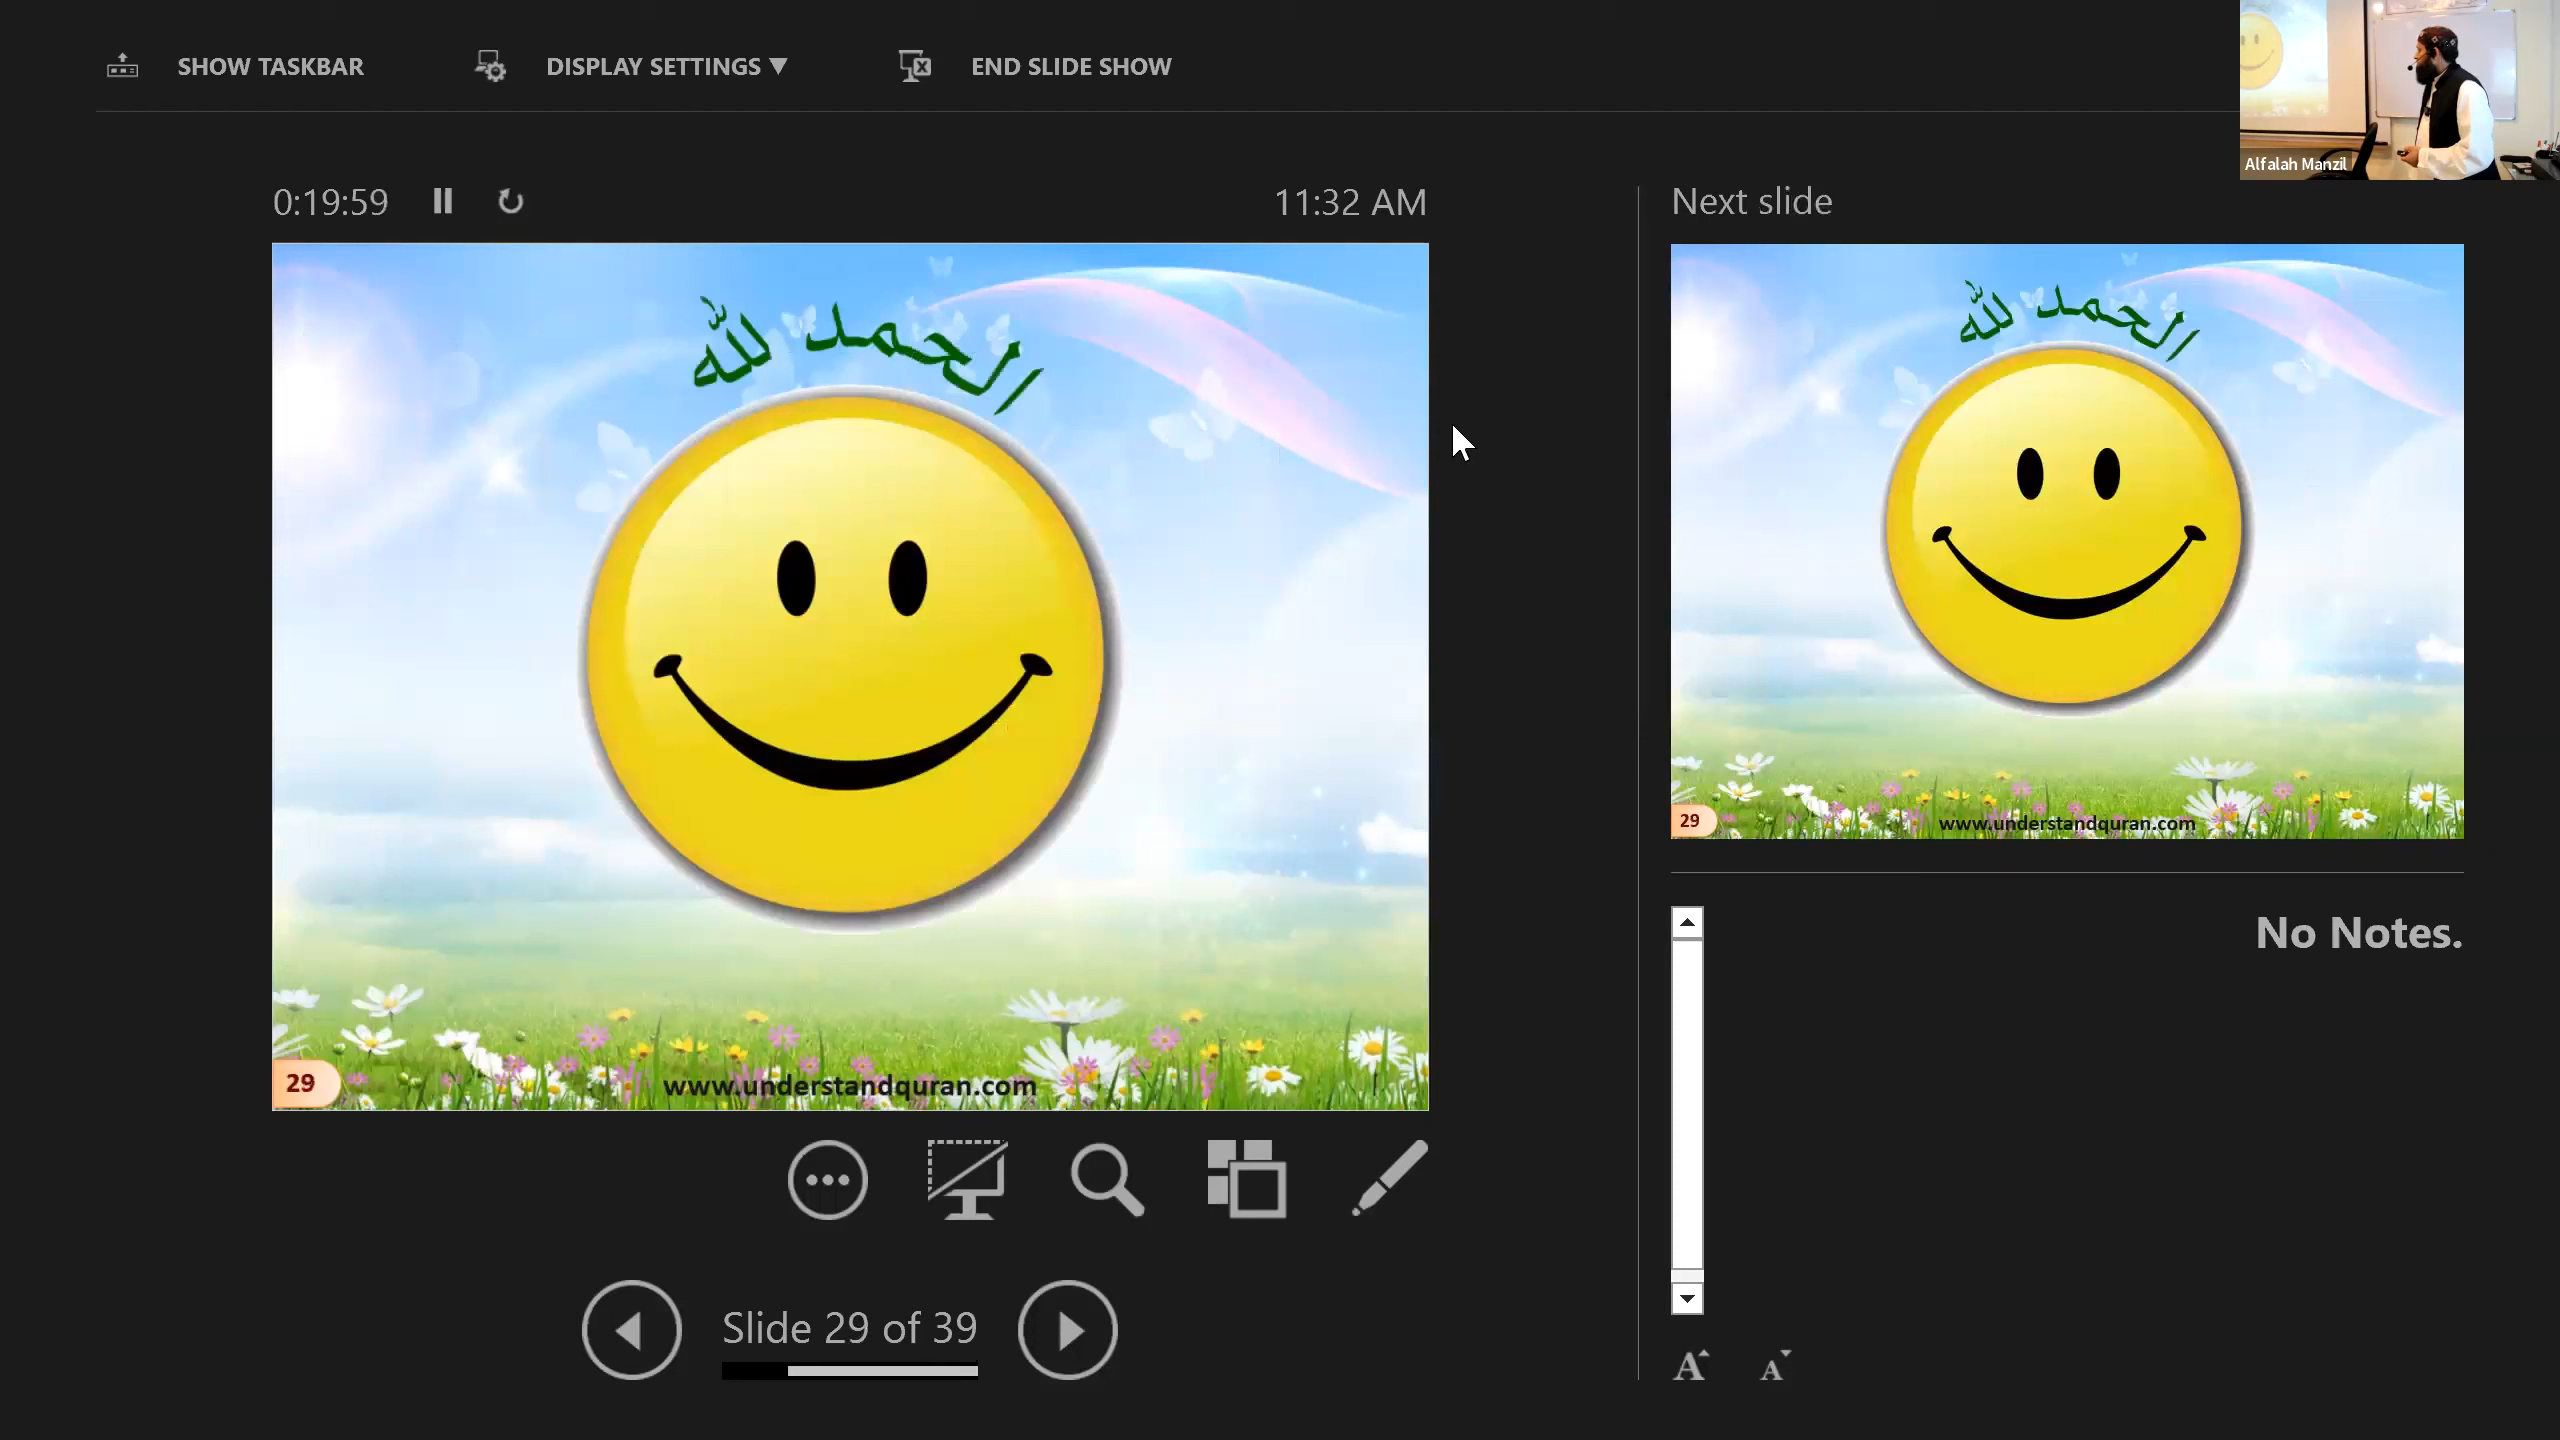 SHOW TASKBAR
DISPLAY SETTINGS ▼
END SLIDE SHOW
Alfalah Manzil
0:19:59
11:32 AM
الحمد لله
29
www.understandquran.com
Slide 29 of 39
Next slide
الحمد لله
29
www.understandquran.com
No Notes.
A A